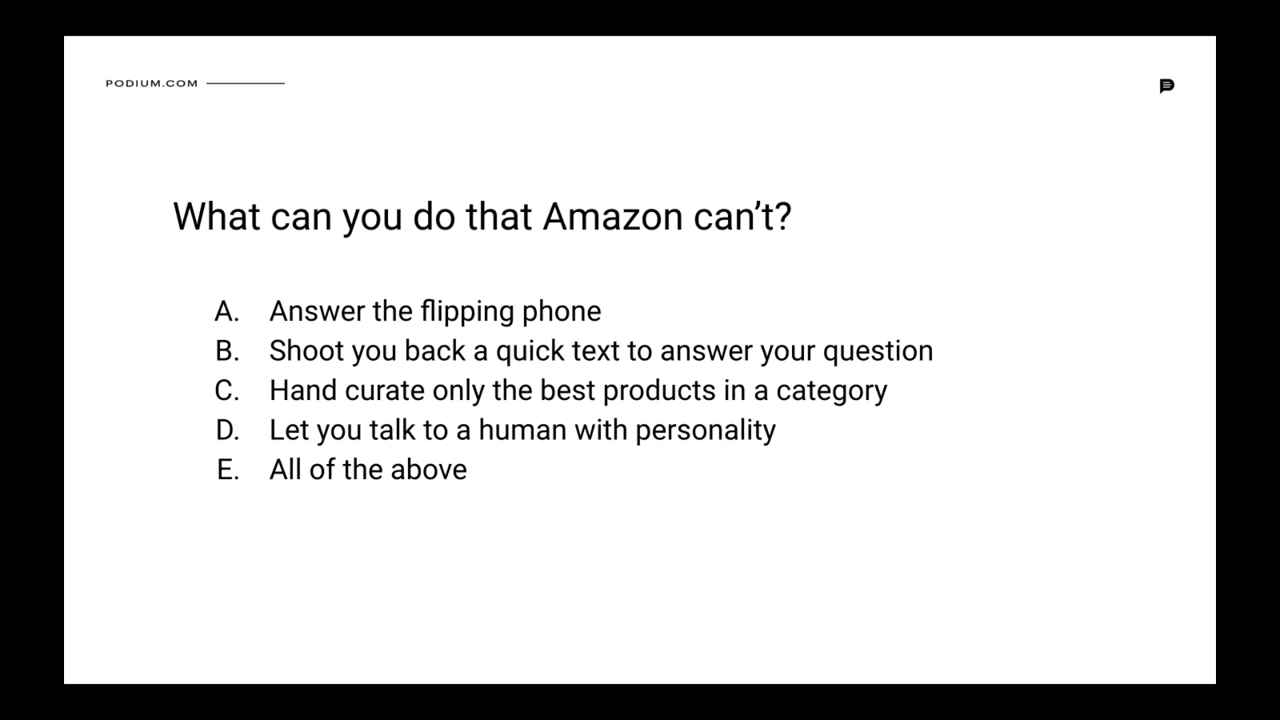 PODIUM.COM
What can you do that Amazon can’t?
A. Answer the flipping phone
B. Shoot you back a quick text to answer your question
C. Hand curate only the best products in a category
D. Let you talk to a human with personality
E. All of the above